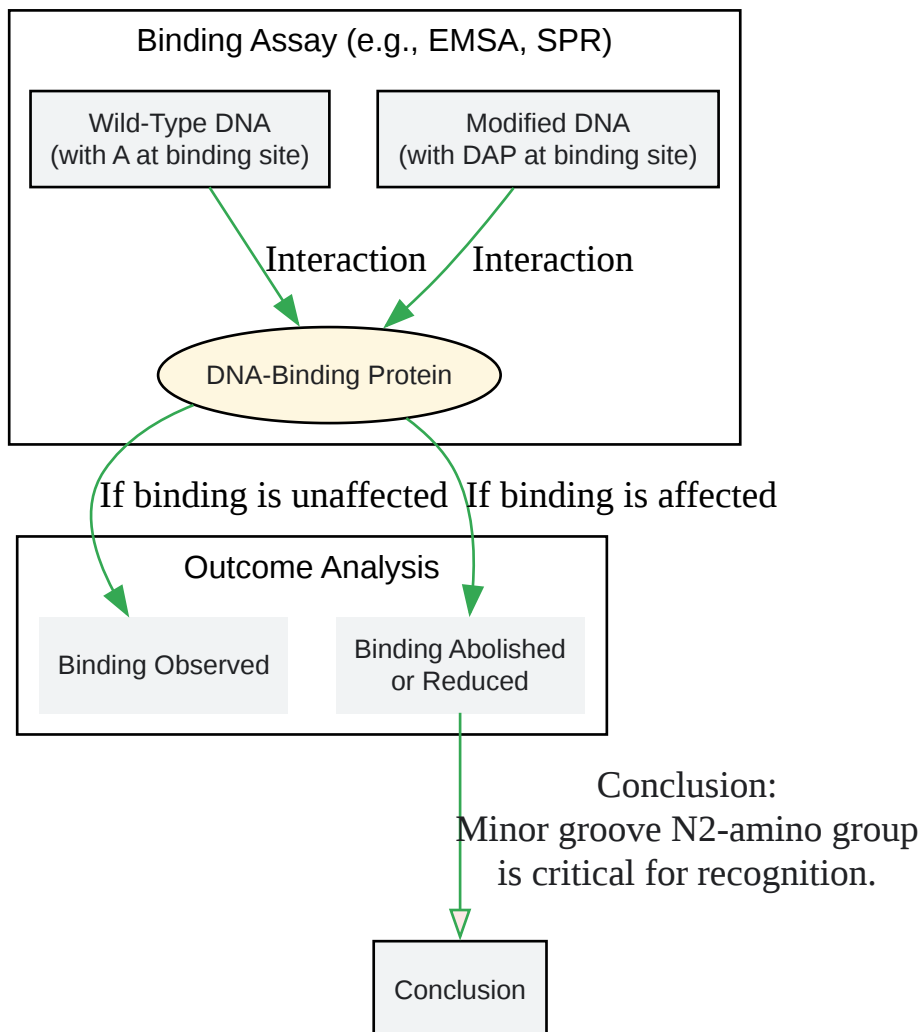 Binding Assay (e.g., EMSA, SPR)
Wild-Type DNA
(with A at binding site)
Modified DNA
(with DAP at binding site)
Interaction
Interaction
DNA-Binding Protein
If binding is unaffected
If binding is affected
Outcome Analysis
Binding Observed
Binding Abolished
or Reduced
Conclusion:
Minor groove N2-amino group
is critical for recognition.
Conclusion